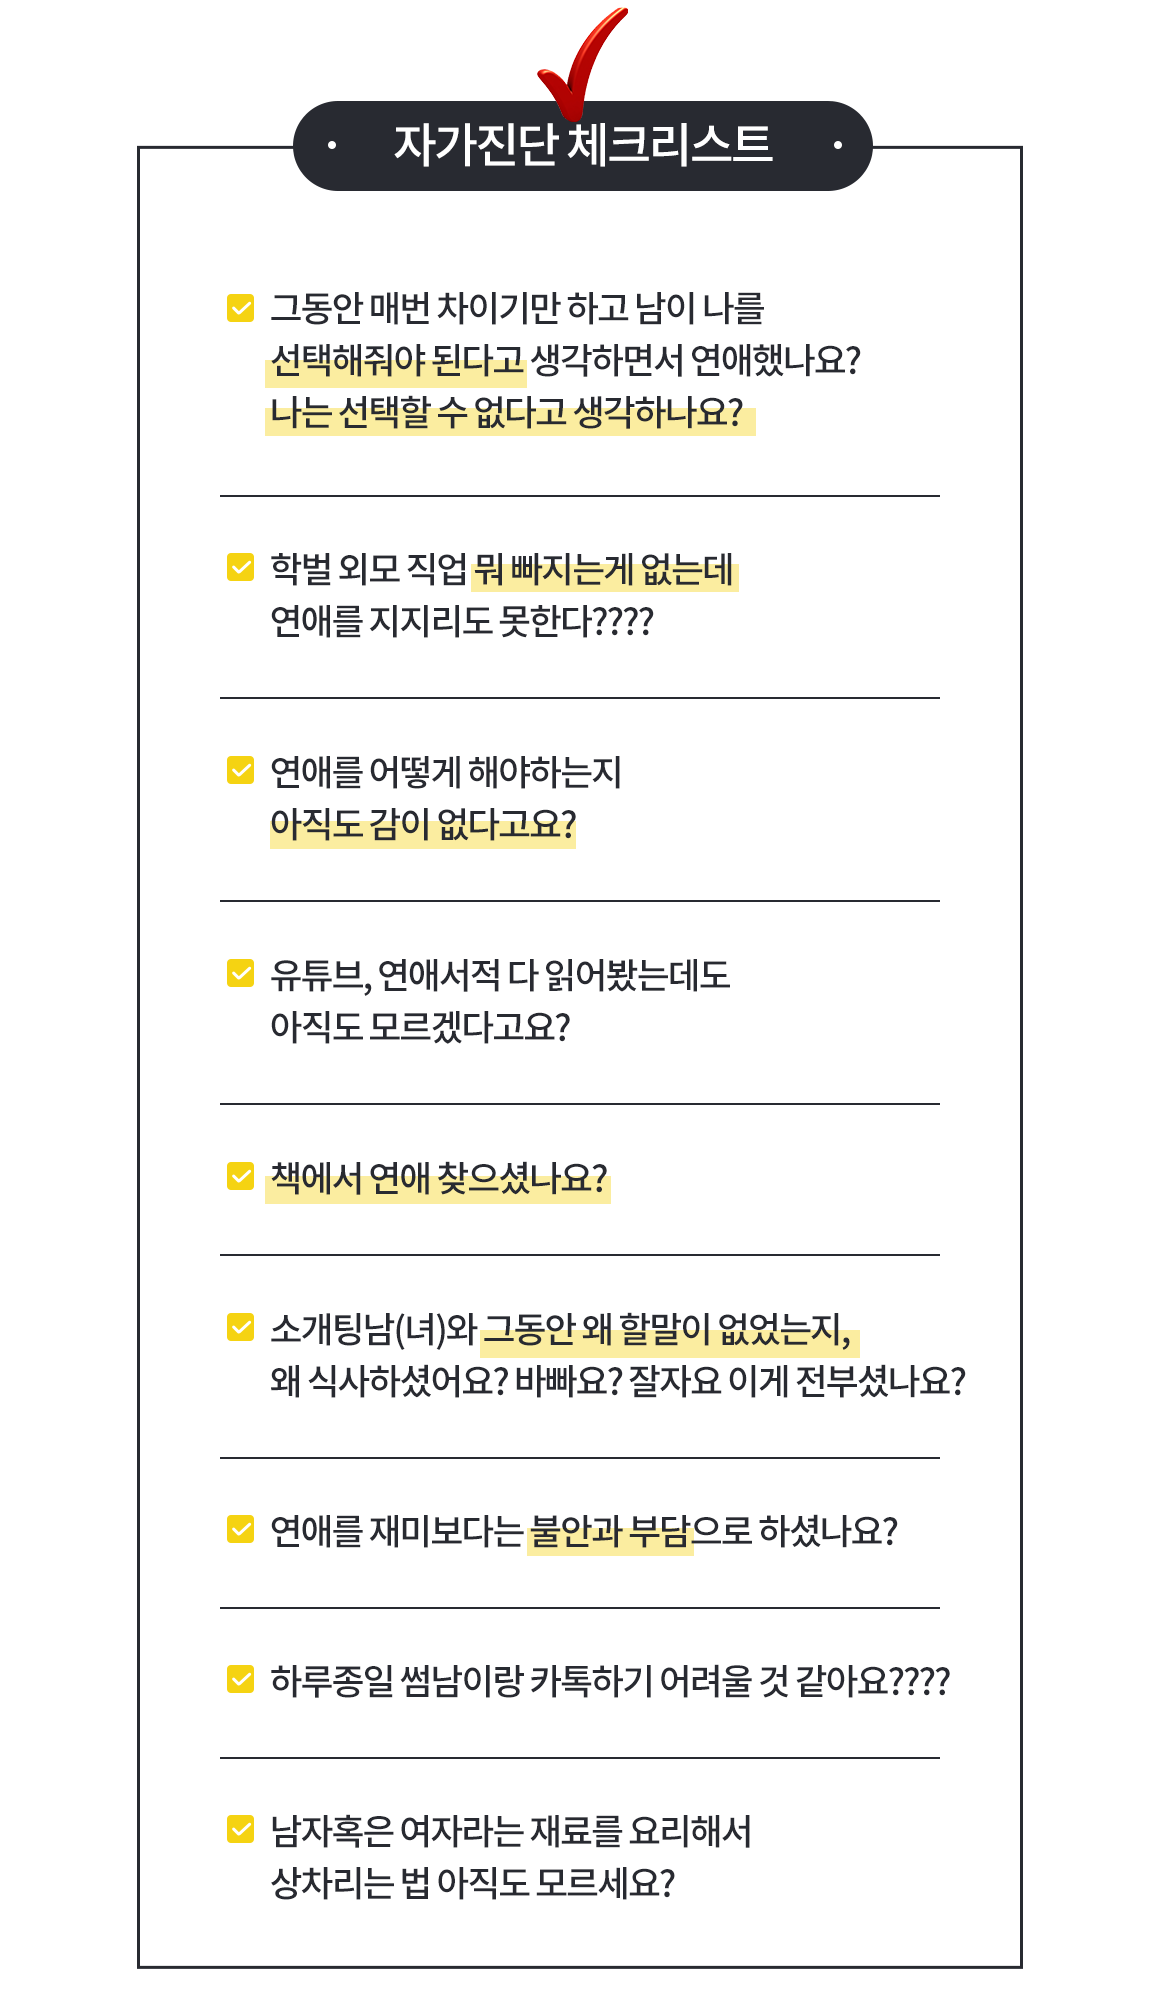 자가진단 체크리스트
그동안 매번 차이기만 하고 남이 나를
선택해줘야 된다고 생각하면서 연애했나요?
나는 선택할 수 없다고 생각하나요?
학벌 외모 직업 뭐 빠지는게 없는데
연애를 지지리도 못한다????
연애를 어떻게 해야하는지
아직도 감이 없다고요?
유튜브, 연애서적 다 읽어봤는데도
아직도 모르겠다고요?
책에서 연애 찾으셨나요?
소개팅남(녀)와 그동안 왜 할말이 없었는지,
왜 식사하셨어요? 바빠요? 잘자요 이게 전부셨나요?
연애를 재미보다는 불안과 부담으로 하셨나요?
하루종일 썸남이랑 카톡하기 어려울 것 같아요????
남자혹은 여자라는 재료를 요리해서
상차리는 법 아직도 모르세요?